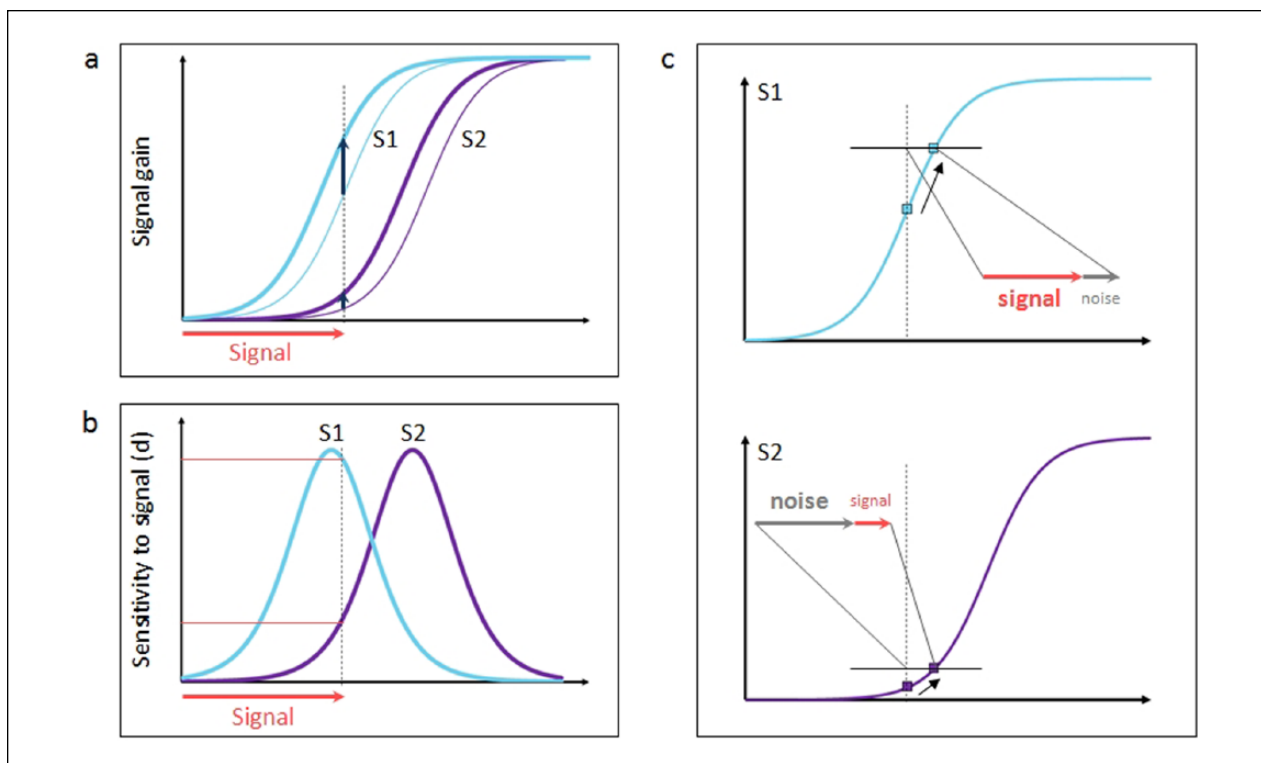 a
Signal gain
S1
S2
Signal
b
Sensitivity to signal (d)
S1
S2
Signal
c
S1
signal
noise
S2
noise
signal